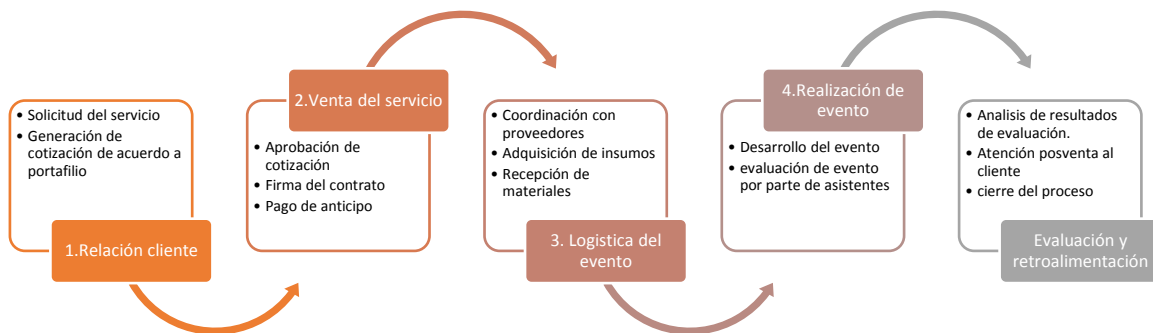 • Solicitud del servicio
• Generación de
cotización de acuerdo a
portafilio
1.Relación cliente
2.Venta del servicio
• Aprobación de
cotización
• Firma del contrato
• Pago de anticipo
• Coordinación con
proveedores
• Adquisición de insumos
• Recepción de
materiales
3. Logistica del
evento
4.Realización de
evento
• Desarrollo del evento
• evaluación de evento
por parte de asistentes
• Analisis de resultados
de evaluación.
• Atención posventa al
cliente
• cierre del proceso
Evaluación y
retroalimentación